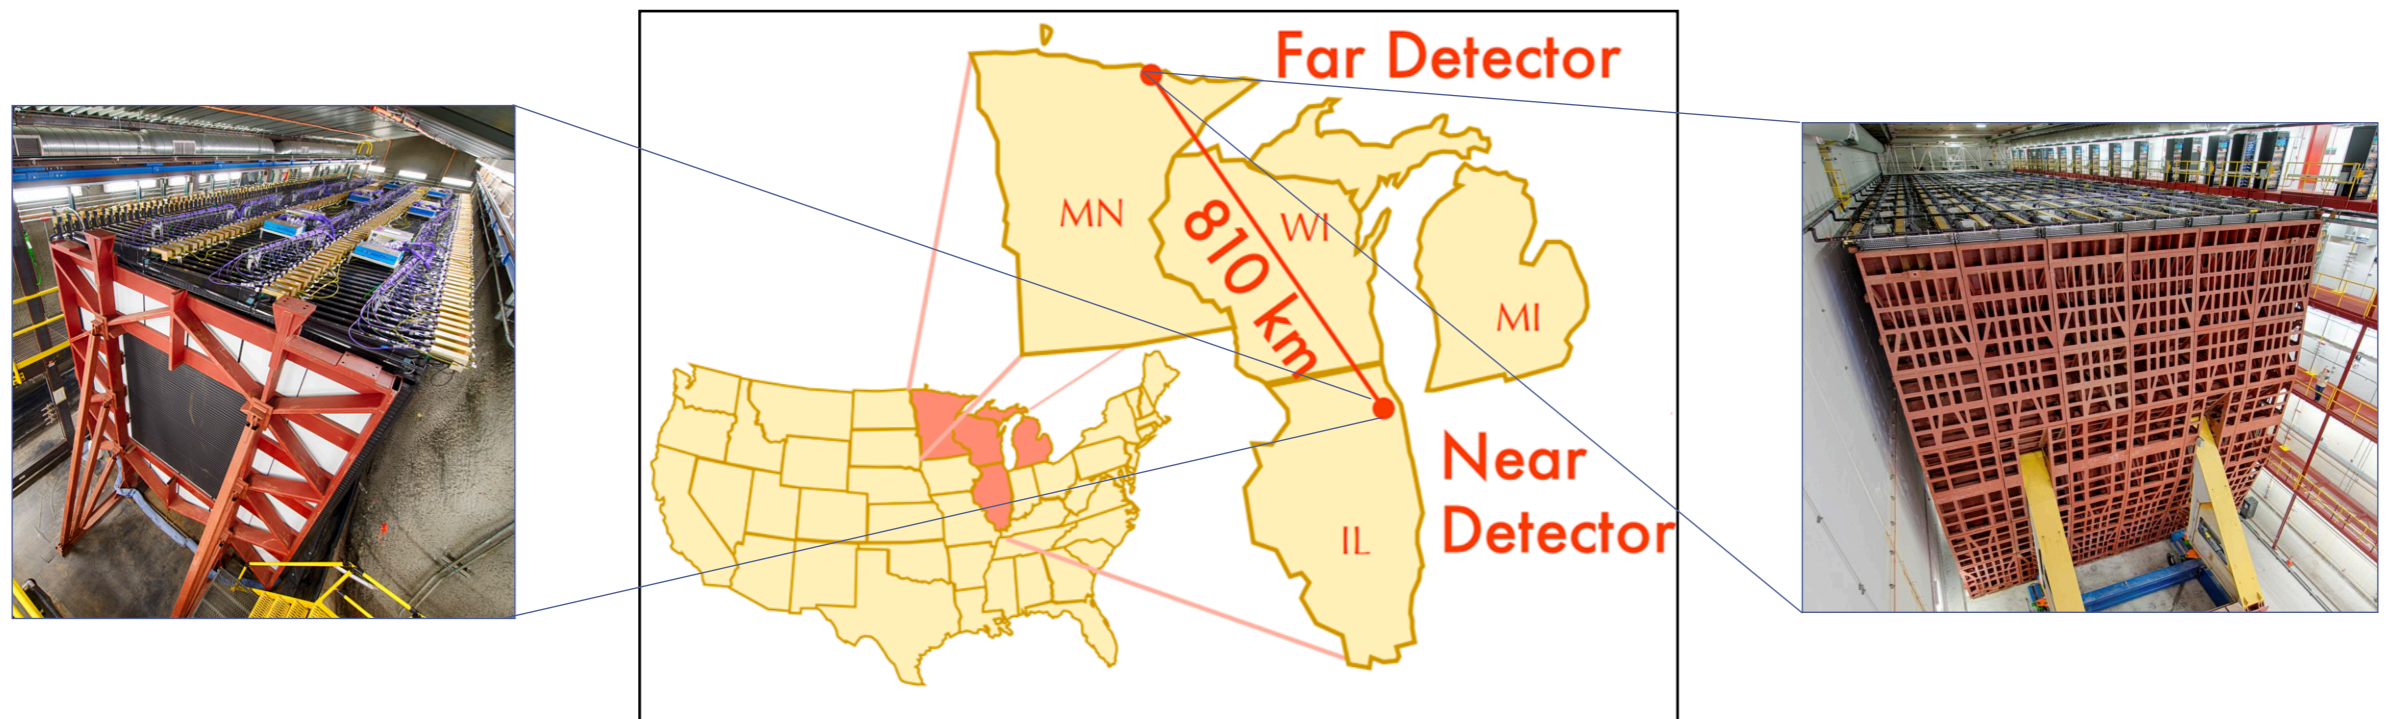 Far Detector
MN
WI
810 km
MI
Near
Detector
IL